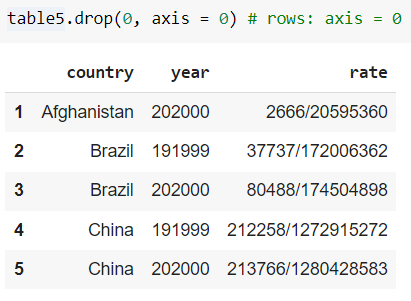 table5.drop(0, axis = 0) # rows: axis = 0
country year rate
1 Afghanistan 202000 2666/20595360
2 Brazil 191999 37737/172006362
3 Brazil 202000 80488/174504898
4 China 191999 212258/1272915272
5 China 202000 213766/1280428583